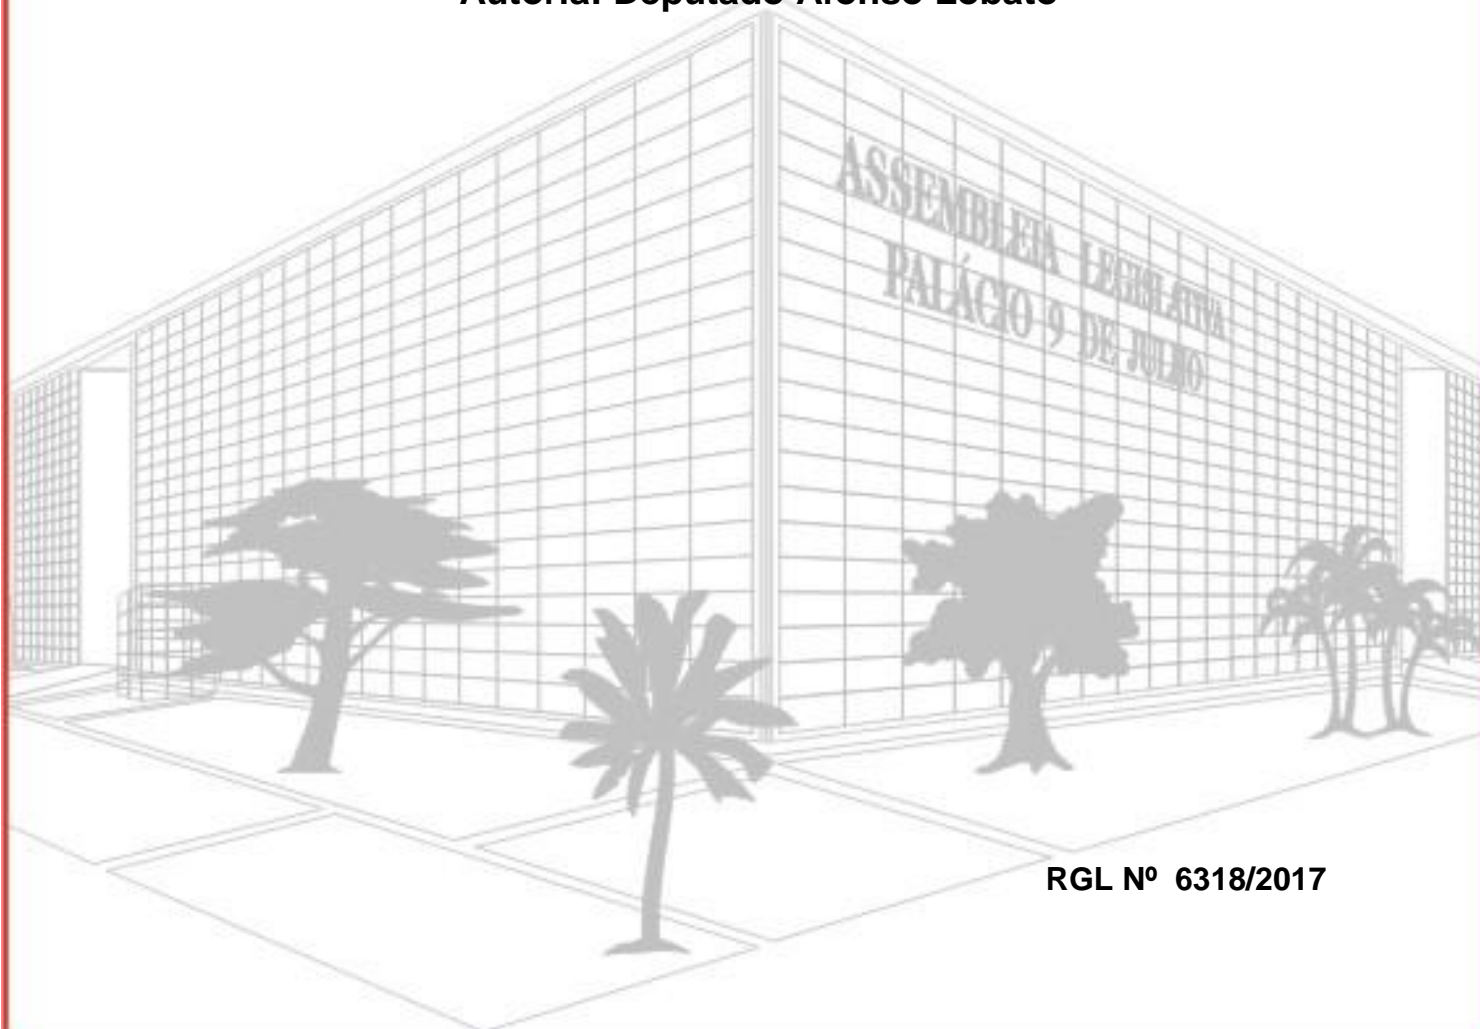 Autoria: Deputado Afonso Lobato
ASSEMBLEIA LEGISLATIVA
PALÁCIO 9 DE JULHO
RGL Nº 6318/2017